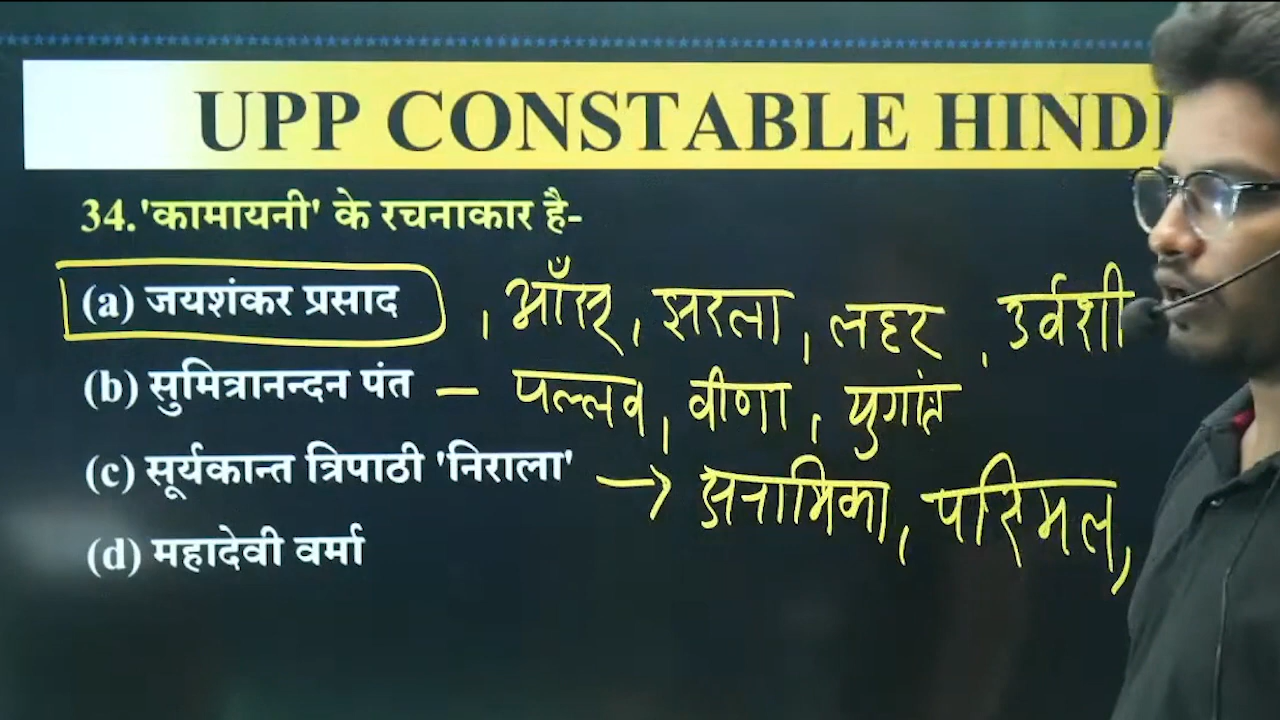 UPP CONSTABLE HINDI
34.'कामायनी' के रचनाकार है-
(a) जयशंकर प्रसाद , आँसू, झरना, लहर, उर्वशी
(b) सुमित्रानन्दन पंत – पल्लव, वीणा, युगांत
(c) सूर्यकान्त त्रिपाठी 'निराला' → अनामिका, परिमल,
(d) महादेवी वर्मा